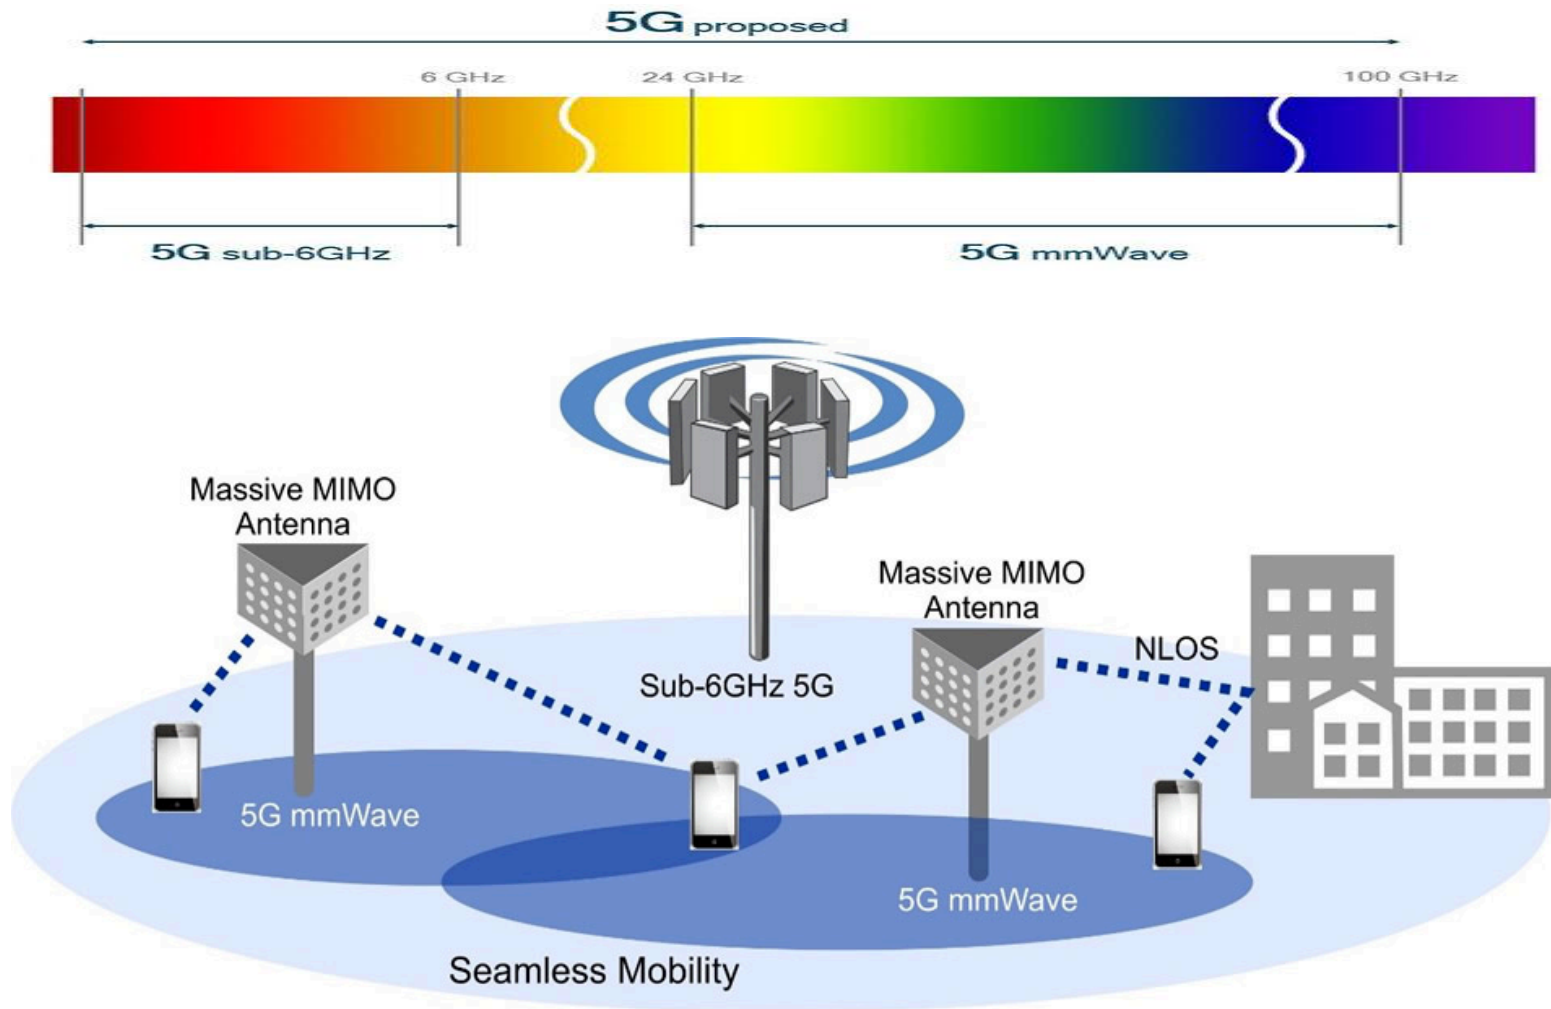 5G proposed
6 GHz 24 GHz 100 GHz
5G sub-6GHz 5G mmWave
Massive MIMO
Antenna
Massive MIMO
Antenna
NLOS
Sub-6GHz 5G
5G mmWave
5G mmWave
Seamless Mobility